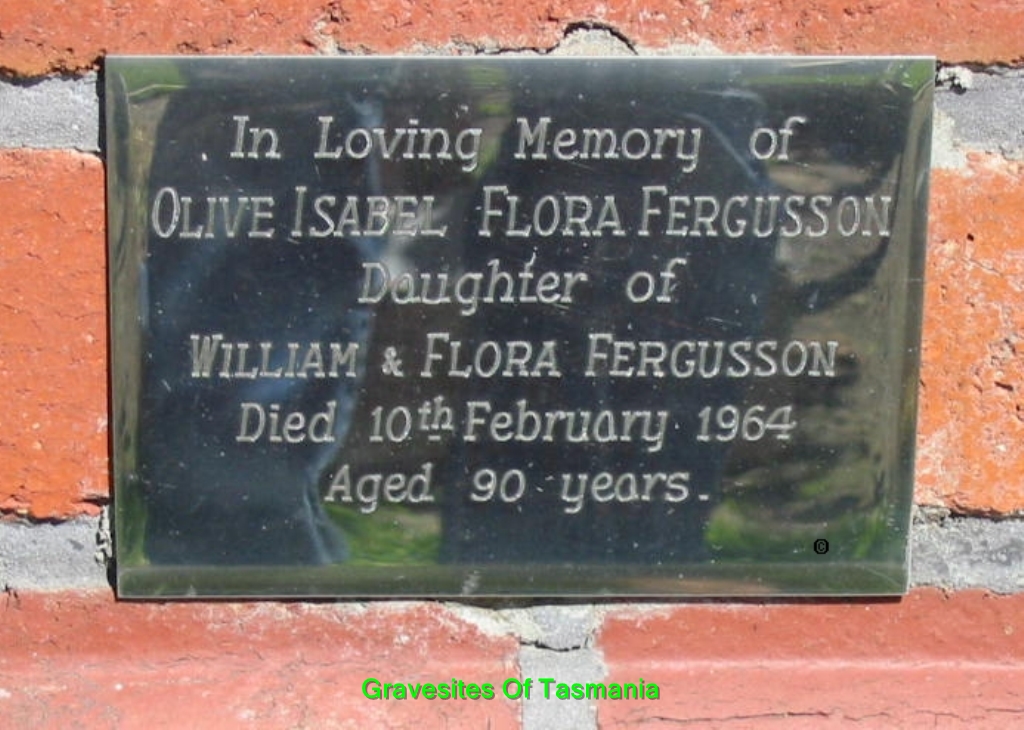 In Loving Memory of
OLIVE ISABEL FLORA FERGUSSON
Daughter of
WILLIAM & FLORA FERGUSSON
Died 10th February 1964
Aged 90 years.
©
Gravesites Of Tasmania